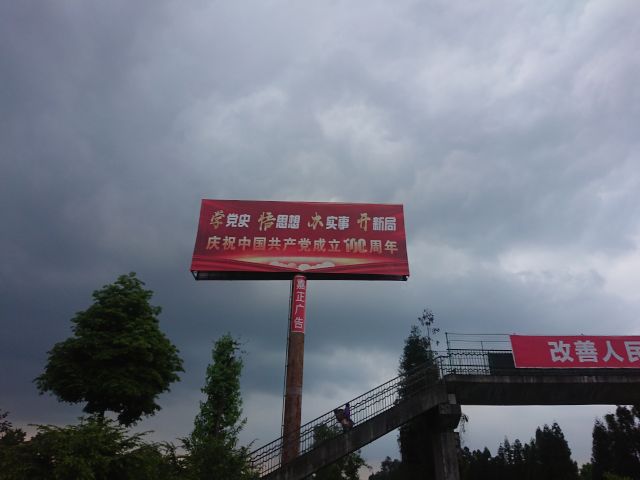 学党史 悟思想 办实事 开新局
庆祝中国共产党成立100周年
嘉正广告
改善人民